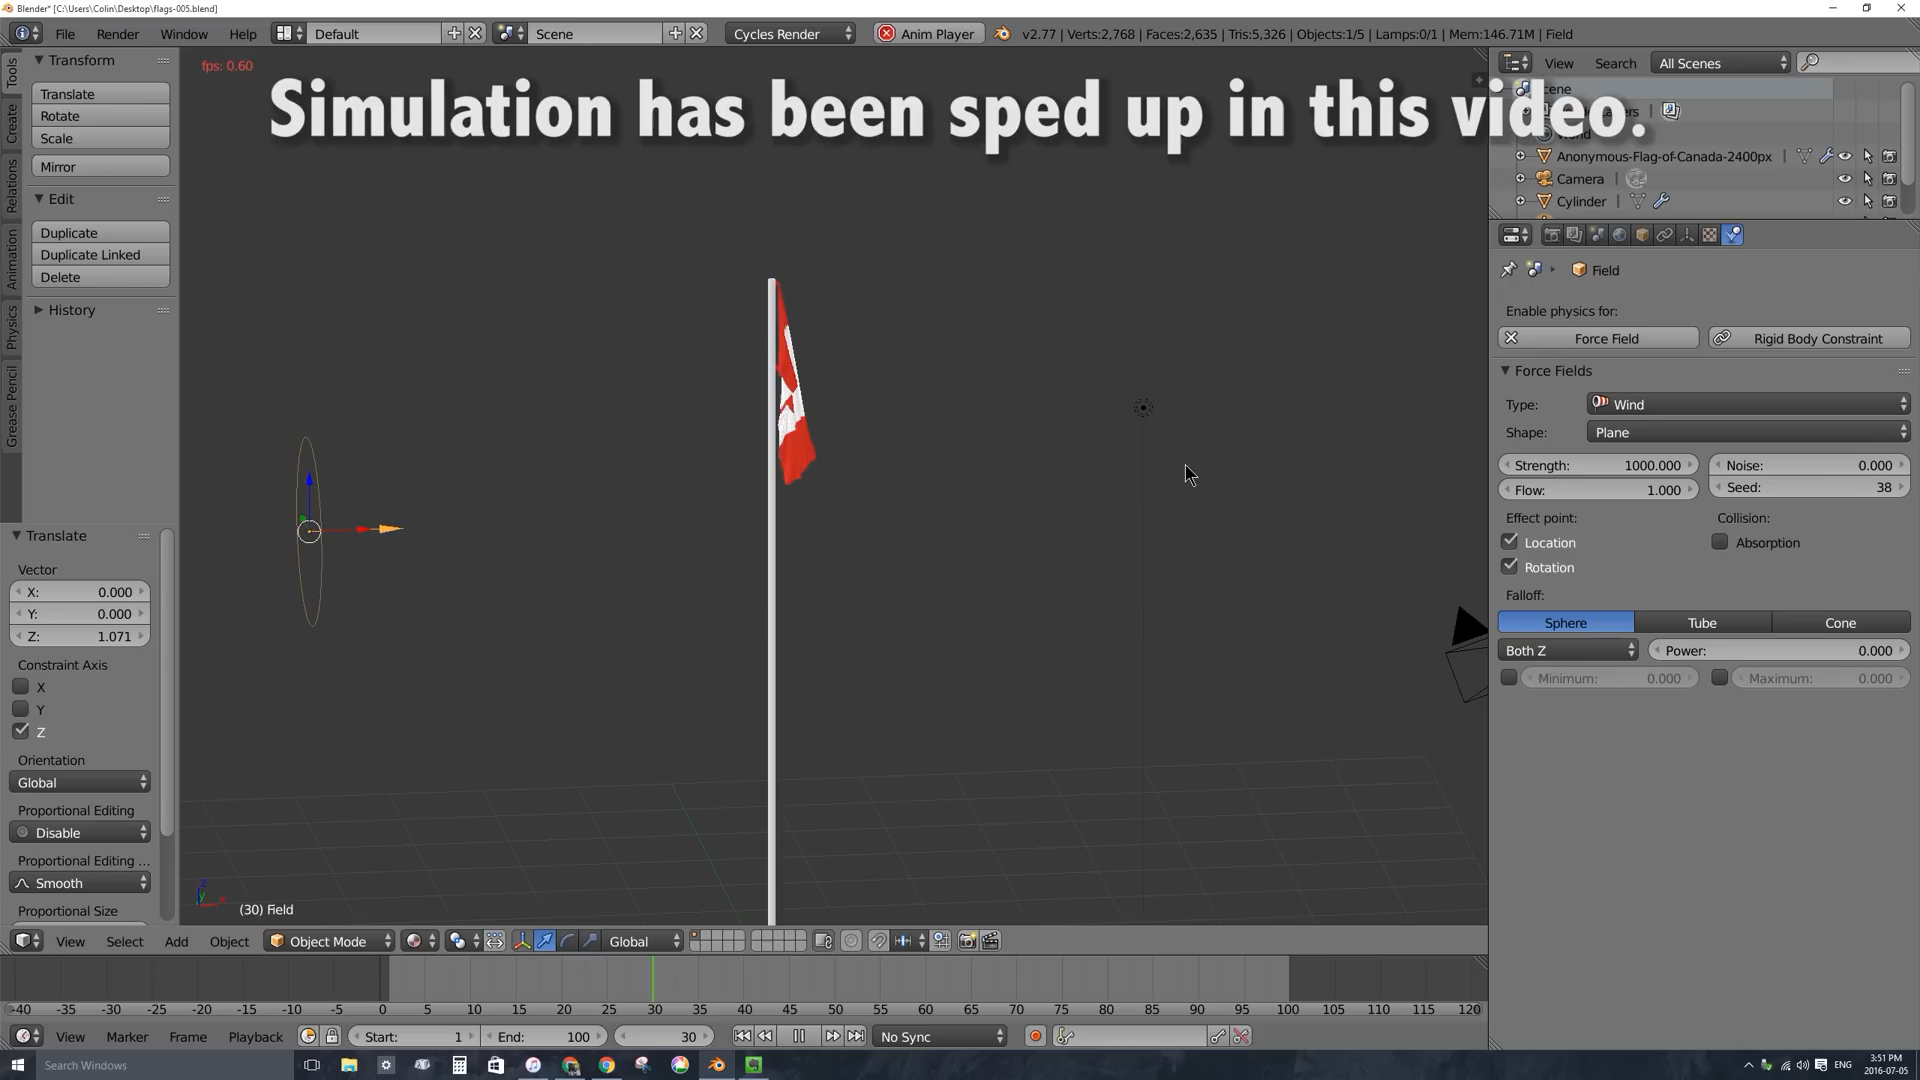 Blender* [C:\Users\Colin\Desktop\flags-005.blend]
File Render Window Help Default Scene Cycles Render Anim Player v2.77 | Verts:2,768 | Faces:2,635 | Tris:5,326 | Objects:1/5 | Lamps:0/1 | Mem:146.71M | Field
fps: 0.60
Simulation has been sped up in this video.
Tools
Create
Relations
Animation
Physics
Grease Pencil
Transform
Translate
Rotate
Scale
Mirror
Edit
Duplicate
Duplicate Linked
Delete
History
Translate
Vector
X: 0.000
Y: 0.000
Z: 1.071
Constraint Axis
X
Y
Z
Orientation
Global
Proportional Editing
Disable
Proportional Editing ...
Smooth
Proportional Size
(30) Field
View Select Add Object Object Mode Global
-40 -35 -30 -25 -20 -15 -10 -5 0 5 10 15 20 25 30 35 40 45 50 55 60 65 70 75 80 85 90 95 100 105 110 115 120
View Marker Frame Playback Start: 1 End: 100 30 No Sync
View Search All Scenes
Anonymous-Flag-of-Canada-2400px
Camera
Cylinder
Field
Enable physics for:
Force Field Rigid Body Constraint
Force Fields
Type: Wind
Shape: Plane
Strength: 1000.000 Noise: 0.000
Flow: 1.000 Seed: 38
Effect point: Collision:
Location Absorption
Rotation
Falloff:
Sphere Tube Cone
Both Z Power: 0.000
Minimum: 0.000 Maximum: 0.000
Search Windows
ENG
3:51 PM
2016-07-05